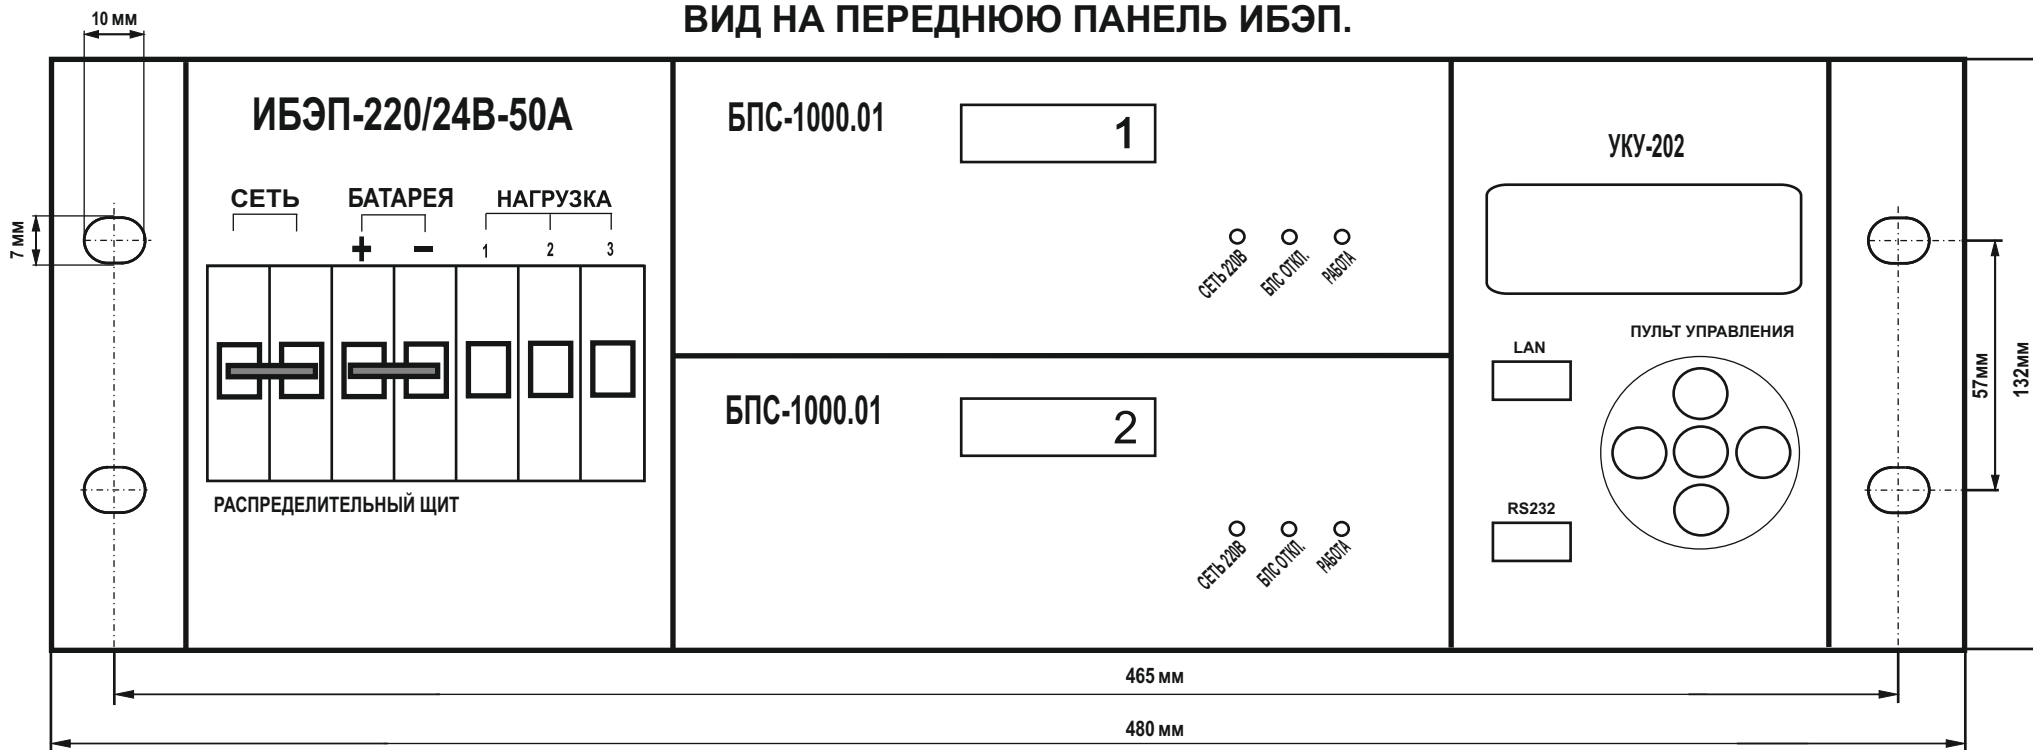 ВИД НА ПЕРЕДНЮЮ ПАНЕЛЬ ИБЭП.
10 мм
7 мм
ИБЭП-220/24В-50А
СЕТЬ БАТАРЕЯ НАГРУЗКА
+ − 1 2 3
РАСПРЕДЕЛИТЕЛЬНЫЙ ЩИТ
БПС-1000.01 1
СЕТЬ 220В БПС ОТКЛ. РАБОТА
БПС-1000.01 2
СЕТЬ 220В БПС ОТКЛ. РАБОТА
УКУ-202
ПУЛЬТ УПРАВЛЕНИЯ
LAN
RS232
57мм
132мм
465 мм
480 мм